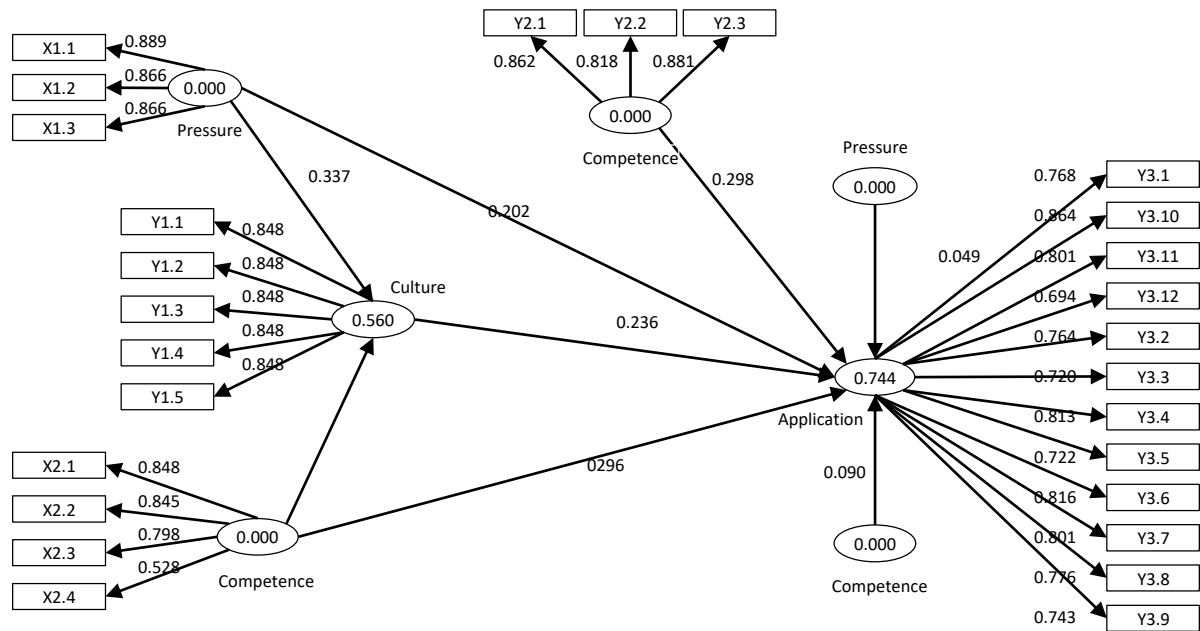 Y2.1
Y2.2
Y2.3
X1.1
0.889
X1.2
0.866
X1.3
0.866
0.000
Pressure
0.862
0.818
0.881
0.000
Competence
Pressure
0.000
0.337
0.202
0.298
0.049
Y1.1
0.848
Y1.2
0.848
Y1.3
0.848
Y1.4
0.848
Y1.5
0.848
Culture
0.560
0.236
0.744
Application
0296
0.090
X2.1
0.848
X2.2
0.845
X2.3
0.798
X2.4
0.528
0.000
Competence
0.000
Competence
0.768
Y3.1
0.864
Y3.10
0.801
Y3.11
0.694
Y3.12
0.764
Y3.2
0.720
Y3.3
0.813
Y3.4
0.722
Y3.5
0.816
Y3.6
0.801
Y3.7
0.776
Y3.8
0.743
Y3.9